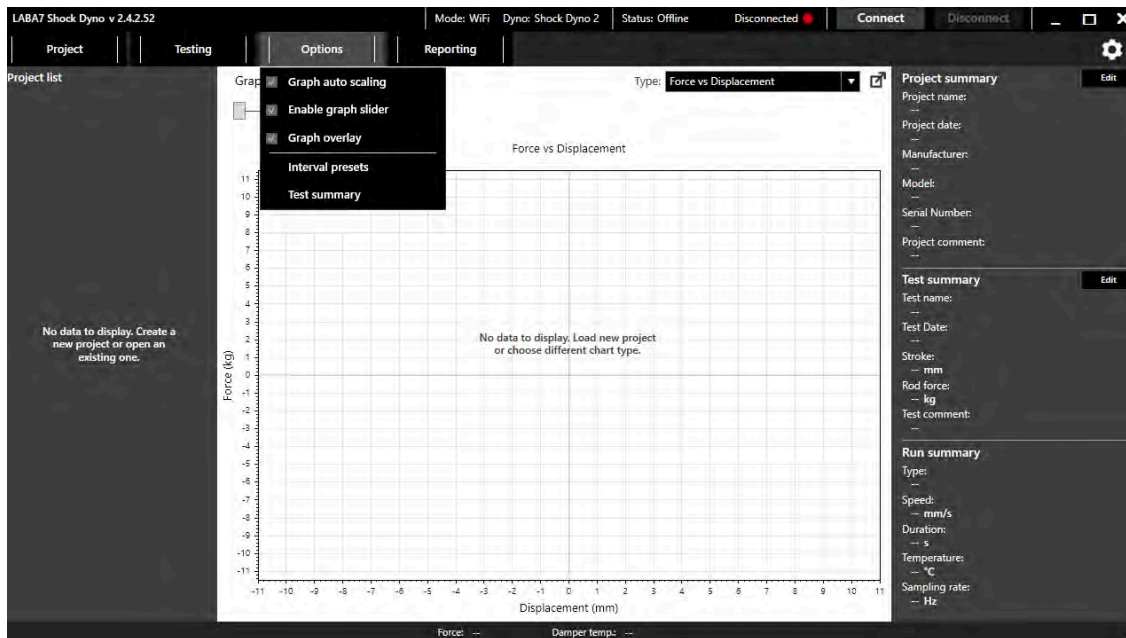 LABA7 Shock Dyno v 2.4.2.52
Mode: WiFi Dyno: Shock Dyno 2 Status: Offline Disconnected Connect Disconnect
Project Testing Options Reporting
Project list
No data to display. Create a
new project or open an
existing one.
Grap
Graph auto scaling
Enable graph slider
Graph overlay
Interval presets
Test summary
Type: Force vs Displacement
Force vs Displacement
Force (kg)
11
10
9
8
7
6
5
4
3
2
1
0
-1
-2
-3
-4
-5
-6
-7
-8
-9
-10
-11
No data to display. Load new project
or choose different chart type.
-11 -10 -9 -8 -7 -6 -5 -4 -3 -2 -1 0 1 2 3 4 5 6 7 8 9 10 11
Displacement (mm)
Project summary Edit
Project name:
--
Project date:
--
Manufacturer:
--
Model:
--
Serial Number:
--
Project comment:
--
Test summary Edit
Test name:
--
Test Date:
--
Stroke:
-- mm
Rod force:
-- kg
Test comment:
--
Run summary
Type:
--
Speed:
-- mm/s
Duration:
-- s
Temperature:
-- °C
Sampling rate:
-- Hz
Force: -- Damper temp.: --